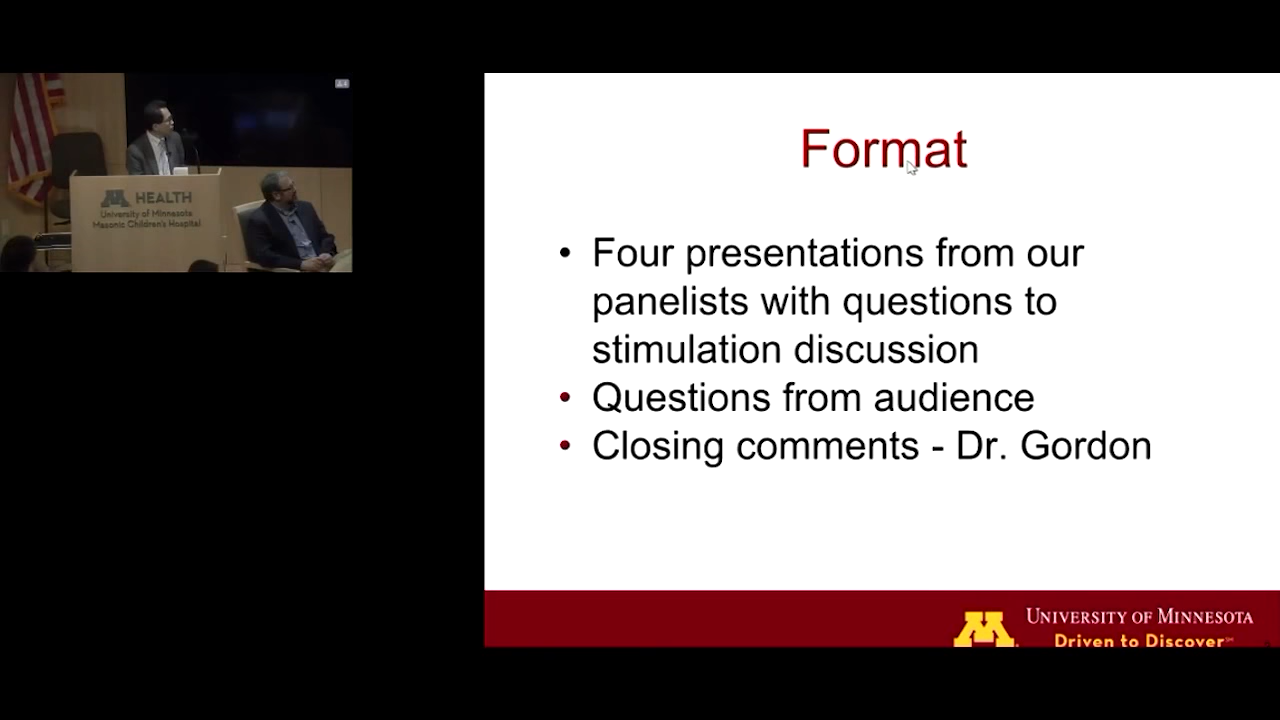 HEALTH
University of Minnesota
Masonic Children's Hospital
Format
• Four presentations from our
panelists with questions to
stimulation discussion
• Questions from audience
• Closing comments - Dr. Gordon
UNIVERSITY OF MINNESOTA
Driven to Discover℠